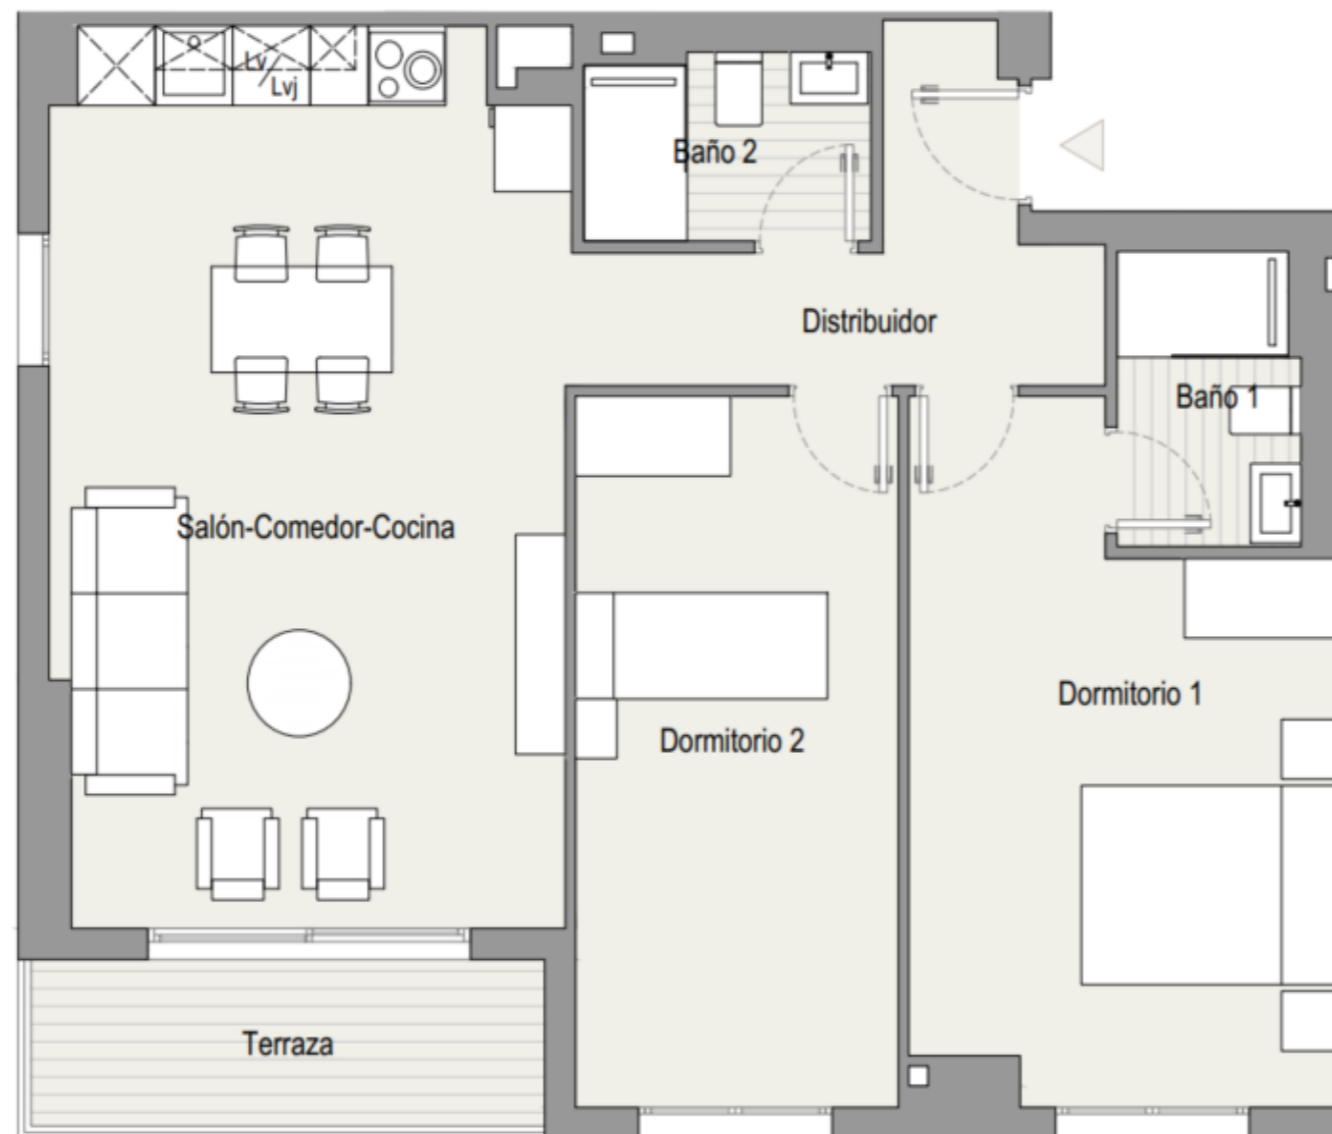 Lv
Lvj
Baño 2
Distribuidor
Baño 1
Salón-Comedor-Cocina
Dormitorio 1
Dormitorio 2
Terraza